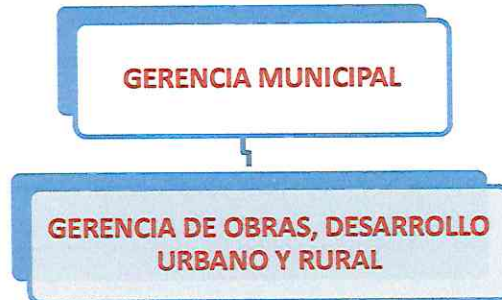 GERENCIA MUNICIPAL
GERENCIA DE OBRAS, DESARROLLO
URBANO Y RURAL